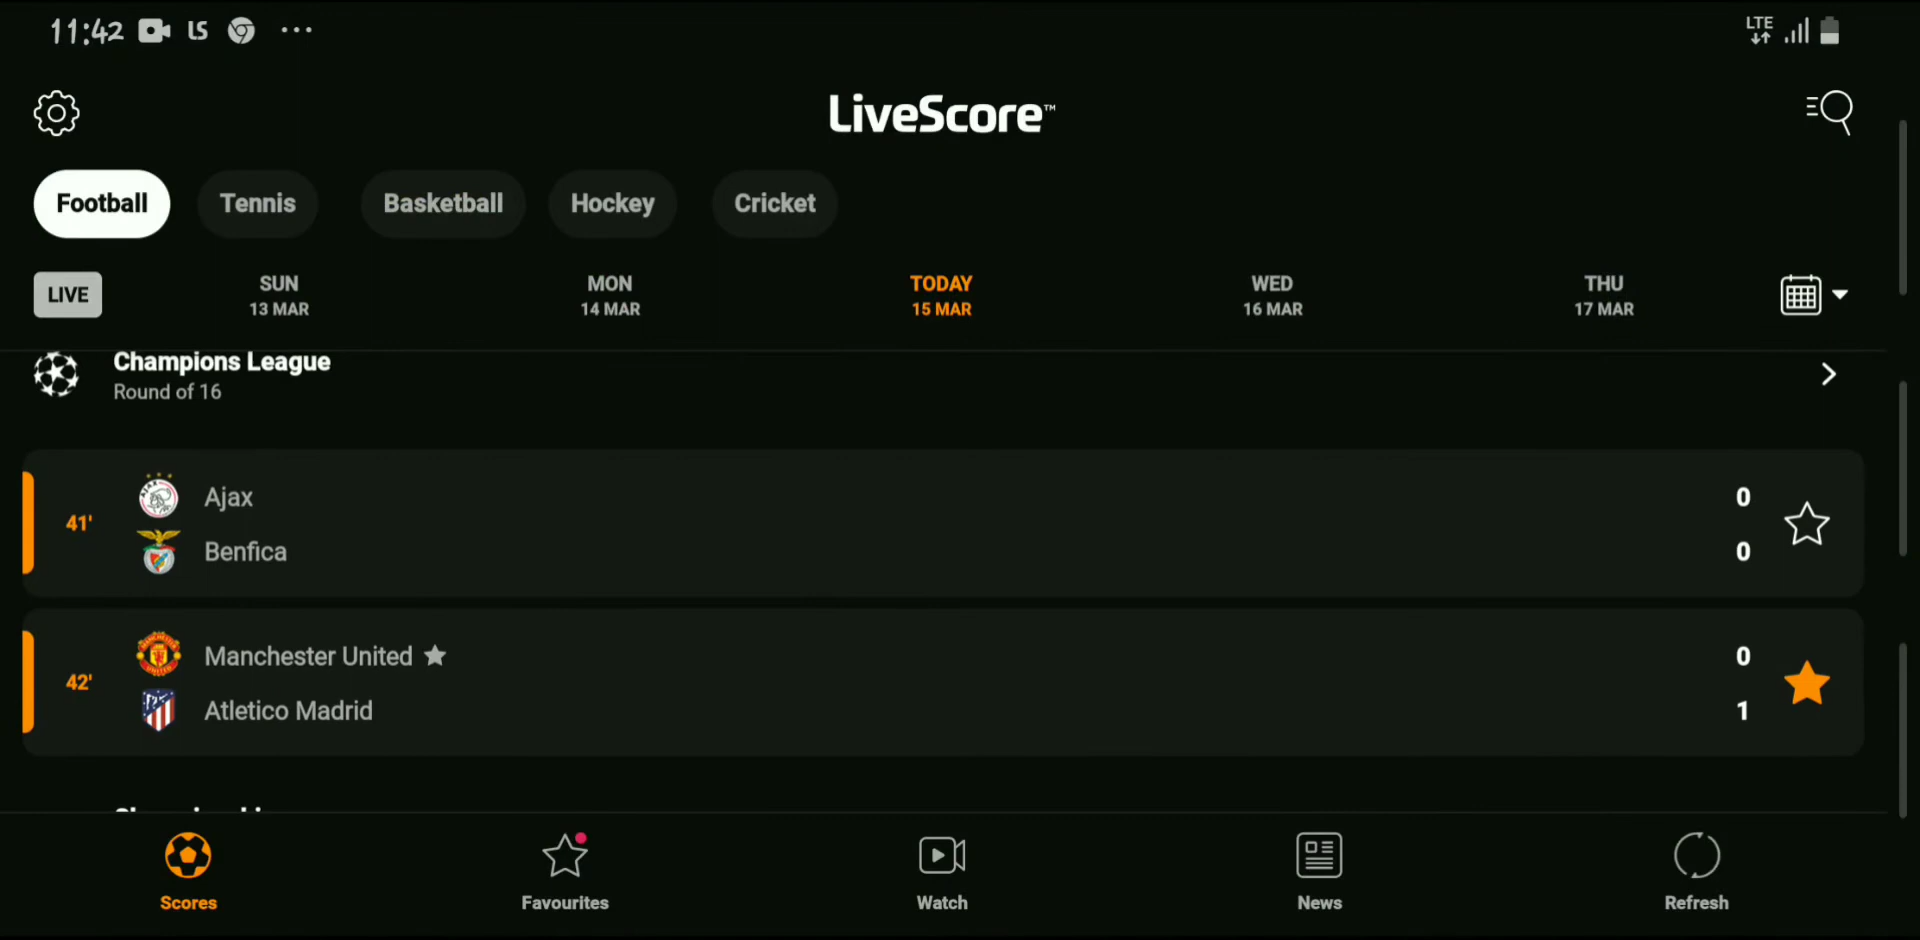 11:42 LS ... LTE
LiveScore™
Football Tennis Basketball Hockey Cricket
LIVE SUN MON TODAY WED THU
13 MAR 14 MAR 15 MAR 16 MAR 17 MAR
Champions League
Round of 16
Ajax 0
41'
Benfica 0
Manchester United 0
42'
Atletico Madrid 1
Scores Favourites Watch News Refresh